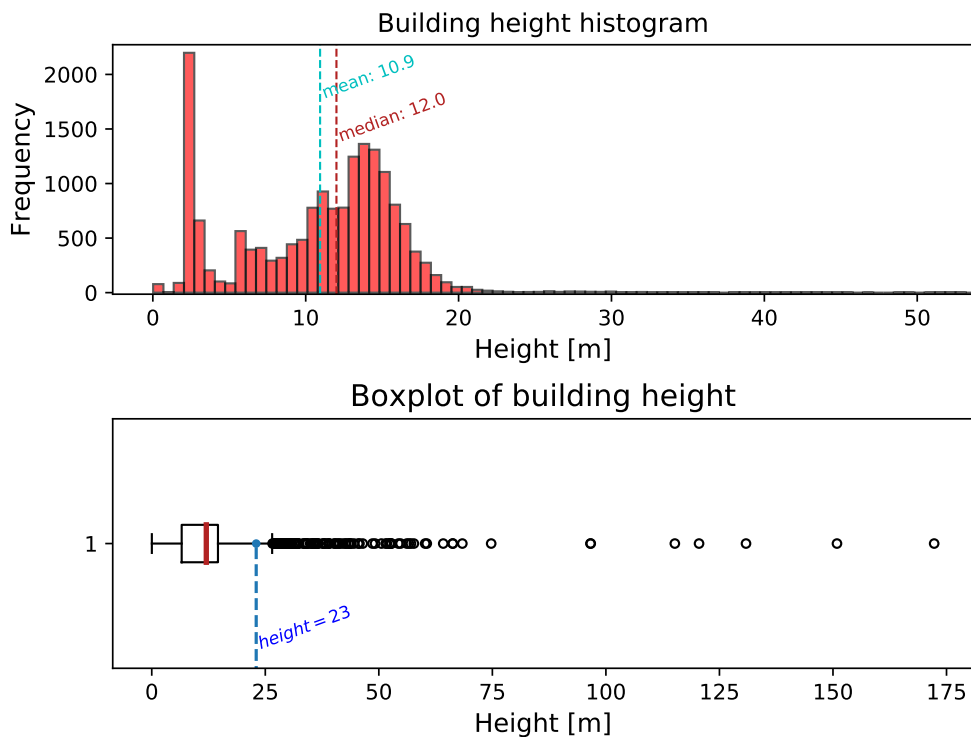 Building height histogram
Frequency
2000
1500
1000
500
0
mean: 10.9
median: 12.0
0 10 20 30 40 50
Height [m]
Boxplot of building height
1
height = 23
0 25 50 75 100 125 150 175
Height [m]